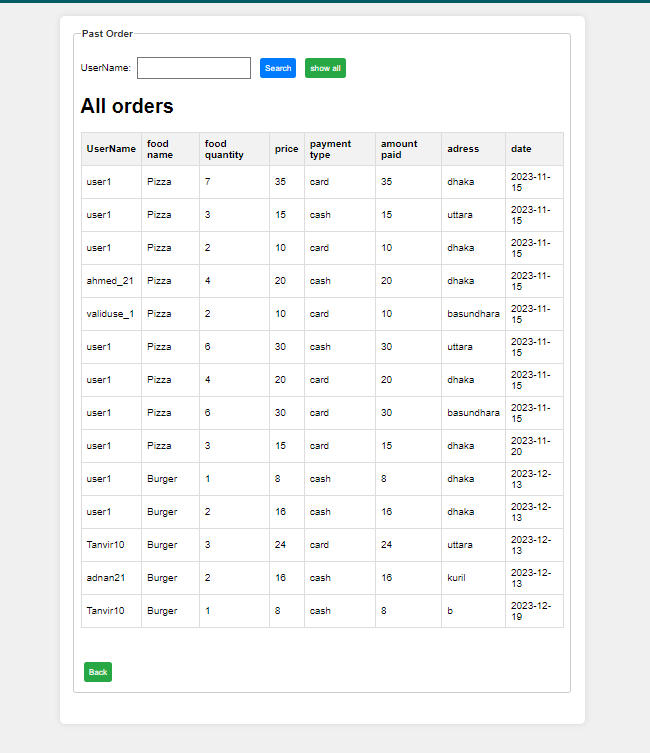 Past Order
UserName: Search show all
All orders
UserName food name food quantity price payment type amount paid adress date
user1 Pizza 7 35 card 35 dhaka 2023-11-15
user1 Pizza 3 15 cash 15 uttara 2023-11-15
user1 Pizza 2 10 card 10 dhaka 2023-11-15
ahmed_21 Pizza 4 20 cash 20 dhaka 2023-11-15
validuse_1 Pizza 2 10 card 10 basundhara 2023-11-15
user1 Pizza 6 30 cash 30 uttara 2023-11-15
user1 Pizza 4 20 card 20 dhaka 2023-11-15
user1 Pizza 6 30 card 30 basundhara 2023-11-15
user1 Pizza 3 15 card 15 dhaka 2023-11-20
user1 Burger 1 8 cash 8 dhaka 2023-12-13
user1 Burger 2 16 cash 16 dhaka 2023-12-13
Tanvir10 Burger 3 24 card 24 uttara 2023-12-13
adnan21 Burger 2 16 cash 16 kuril 2023-12-13
Tanvir10 Burger 1 8 cash 8 b 2023-12-19
Back